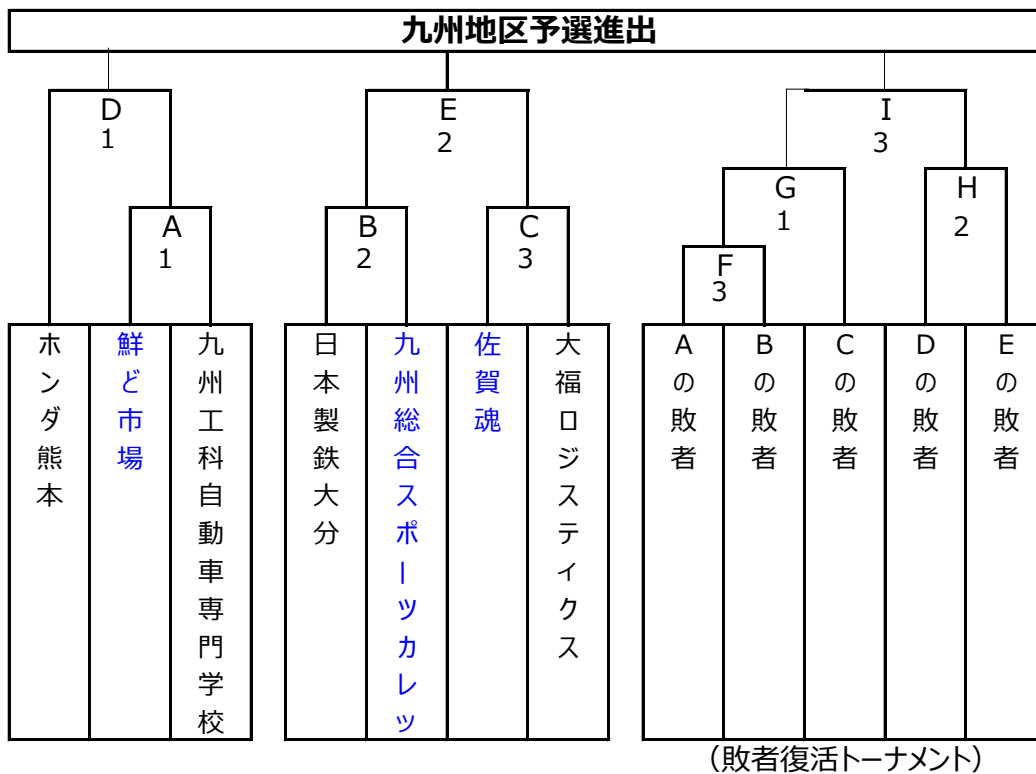 九州地区予選進出
D
1
E
2
I
3
G
1
H
2
A
1
B
2
C
3
F
3
ホンダ熊本
鮮ど市場
九州工科自動車専門学校
日本製鉄大分
九州総合スポーツカレッ
佐賀魂
大福ロジスティクス
Aの敗者
Bの敗者
Cの敗者
Dの敗者
Eの敗者
（敗者復活トーナメント）